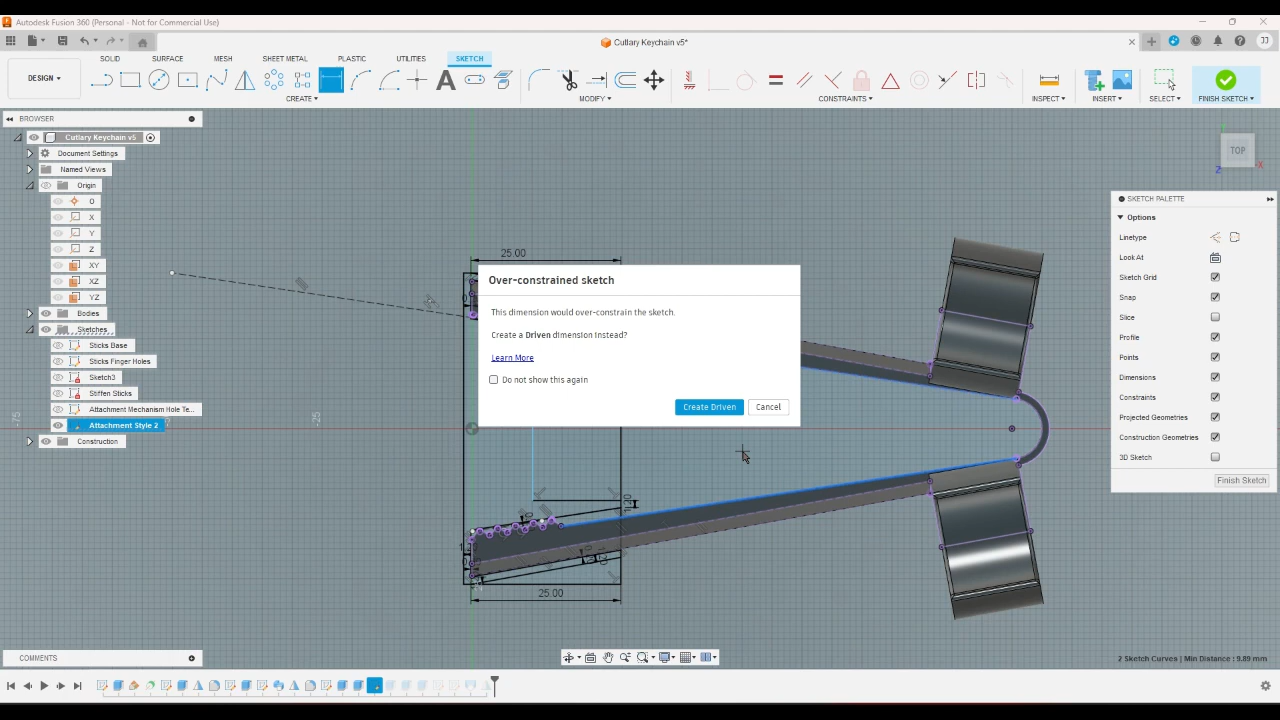 Autodesk Fusion 360 (Personal - Not for Commercial Use)
Cutlary Keychain v5*
JJ
DESIGN
SOLID SURFACE MESH SHEET METAL PLASTIC UTILITIES SKETCH
CREATE MODIFY CONSTRAINTS INSPECT INSERT SELECT FINISH SKETCH
BROWSER
Cutlary Keychain v5
Document Settings
Named Views
Origin
O
X
Y
Z
XY
XZ
YZ
Bodies
Sketches
Sticks Base
Sticks Finger Holes
Sketch3
Stiffen Sticks
Attachment Mechanism Hole Te...
Attachment Style 2
Construction
TOP
X
Z
SKETCH PALETTE
Options
Linetype
Look At
Sketch Grid
Snap
Slice
Profile
Points
Dimensions
Constraints
Projected Geometries
Construction Geometries
3D Sketch
Finish Sketch
25.00
Over-constrained sketch
This dimension would over-constrain the sketch.
Create a Driven dimension instead?
Learn More
Do not show this again
Create Driven Cancel
-75
-25
1.20
25.00
COMMENTS
2 Sketch Curves | Min Distance : 9.89 mm